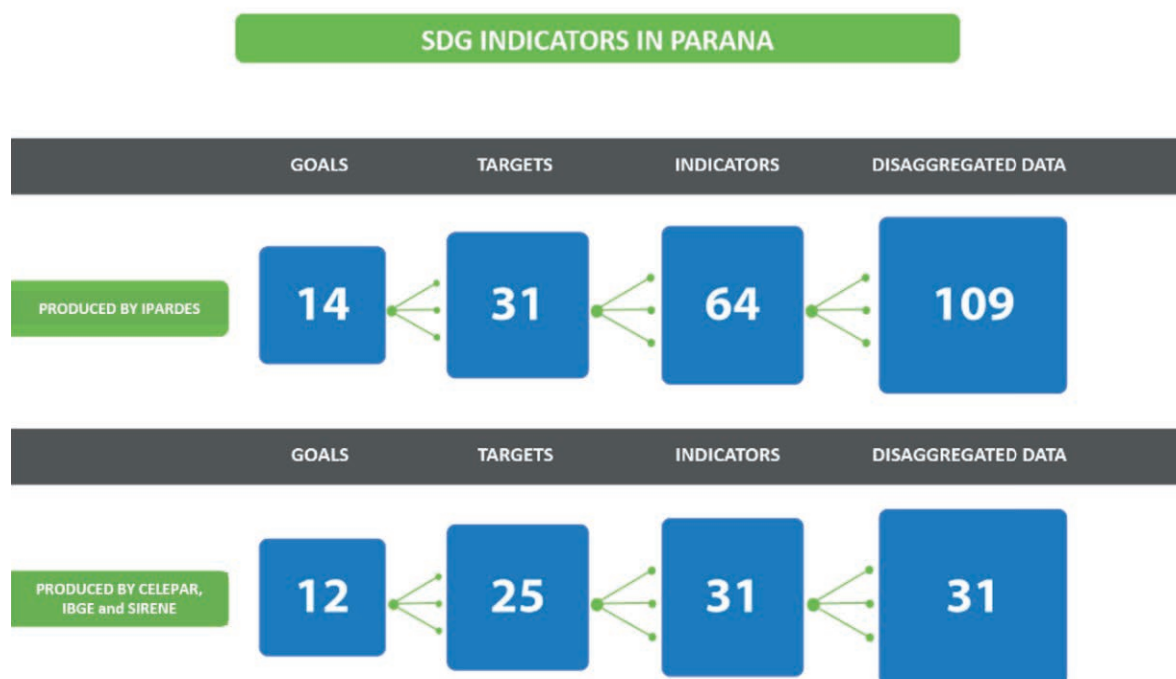 SDG INDICATORS IN PARANA
GOALS TARGETS INDICATORS DISAGGREGATED DATA
PRODUCED BY IPARDES 14 31 64 109
GOALS TARGETS INDICATORS DISAGGREGATED DATA
PRODUCED BY CELEPAR,
IBGE and SIRENE 12 25 31 31